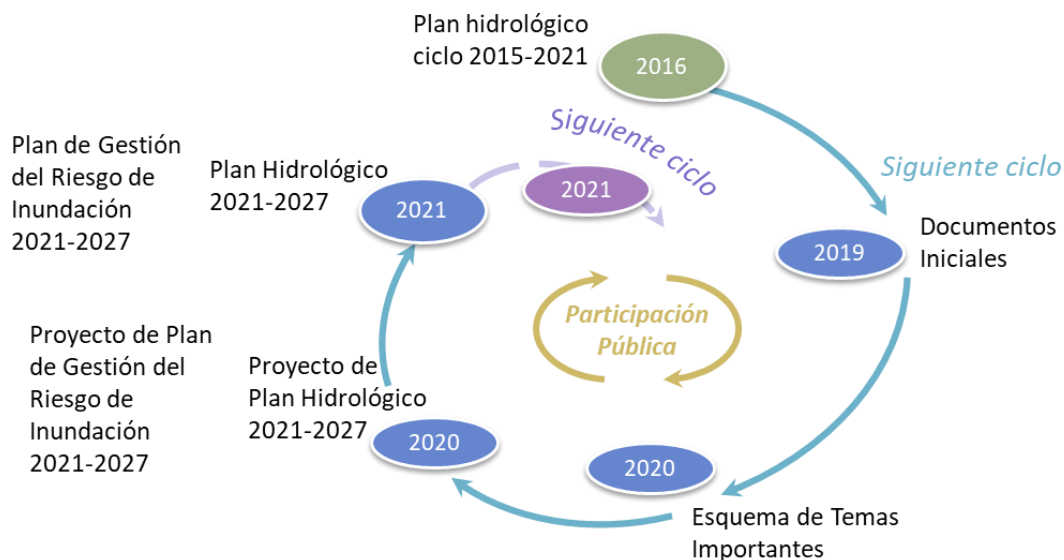 Plan hidrológico
ciclo 2015-2021
2016
Siguiente ciclo
Documentos
Iniciales
2019
Esquema de Temas
Importantes
2020
Proyecto de
Plan Hidrológico
2021-2027
2020
Proyecto de Plan
de Gestión del
Riesgo de
Inundación
2021-2027
Plan Hidrológico
2021-2027
2021
Plan de Gestión
del Riesgo de
Inundación
2021-2027
Siguiente ciclo
2021
Participación
Pública